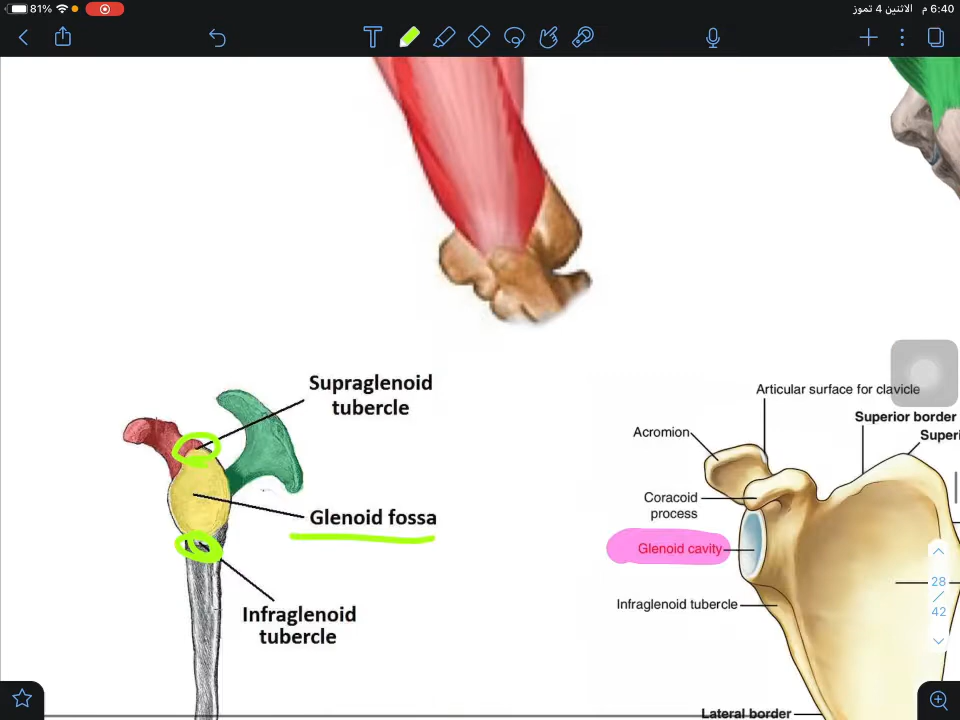 81%
6:40 م الاثنين 4 تموز
T
Supraglenoid
tubercle
Glenoid fossa
Infraglenoid
tubercle
Articular surface for clavicle
Superior border
Superi
Acromion
Coracoid
process
Glenoid cavity
Infraglenoid tubercle
Lateral border
28
/
42